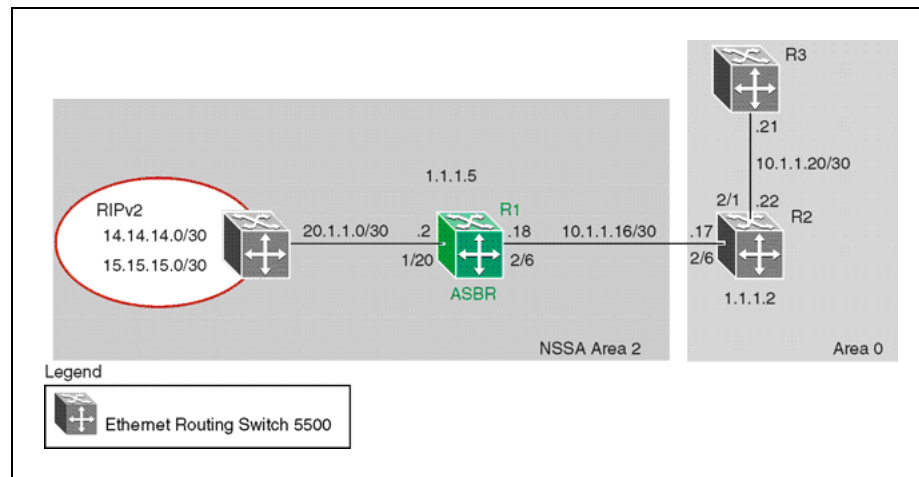 R3
.21
10.1.1.20/30
1.1.1.5
RIPv2
R1
2/1
.22
R2
14.14.14.0/30
20.1.1.0/30
.2
.18
10.1.1.16/30
.17
15.15.15.0/30
1/20
2/6
2/6
ASBR
1.1.1.2
NSSA Area 2
Area 0
Legend
Ethernet Routing Switch 5500